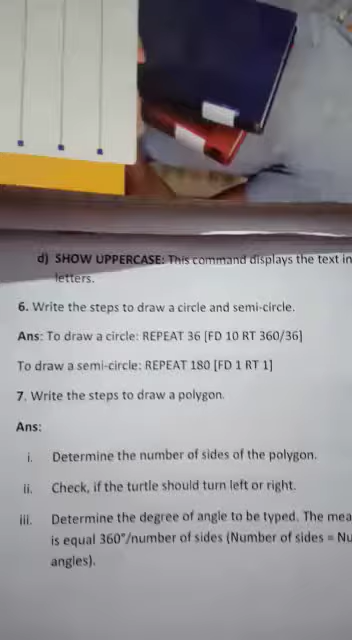 d) SHOW UPPERCASE: This command displays the text in
letters.
6. Write the steps to draw a circle and semi-circle.
Ans: To draw a circle: REPEAT 36 [FD 10 RT 360/36]
To draw a semi-circle: REPEAT 180 [FD 1 RT 1]
7. Write the steps to draw a polygon.
Ans:
i. Determine the number of sides of the polygon.
ii. Check, if the turtle should turn left or right.
iii. Determine the degree of angle to be typed. The mea
is equal 360°/number of sides (Number of sides = Nu
angles).